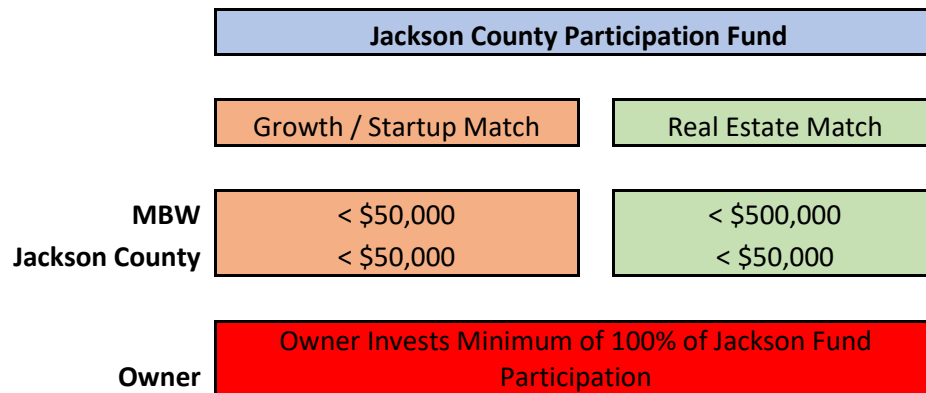 Jackson County Participation Fund
Growth / Startup Match
Real Estate Match
MBW
< $50,000
< $500,000
Jackson County
< $50,000
< $50,000
Owner Invests Minimum of 100% of Jackson Fund
Owner
Participation